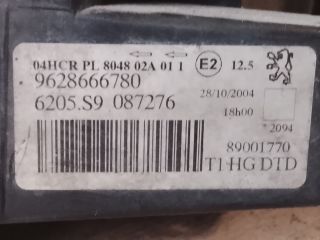 04HCR PL 8048 02A 01 1 E2 12.5
9628666780
6205.S9 087276
28/10/2004
18h00
2094
89001770
T1 HG DTD